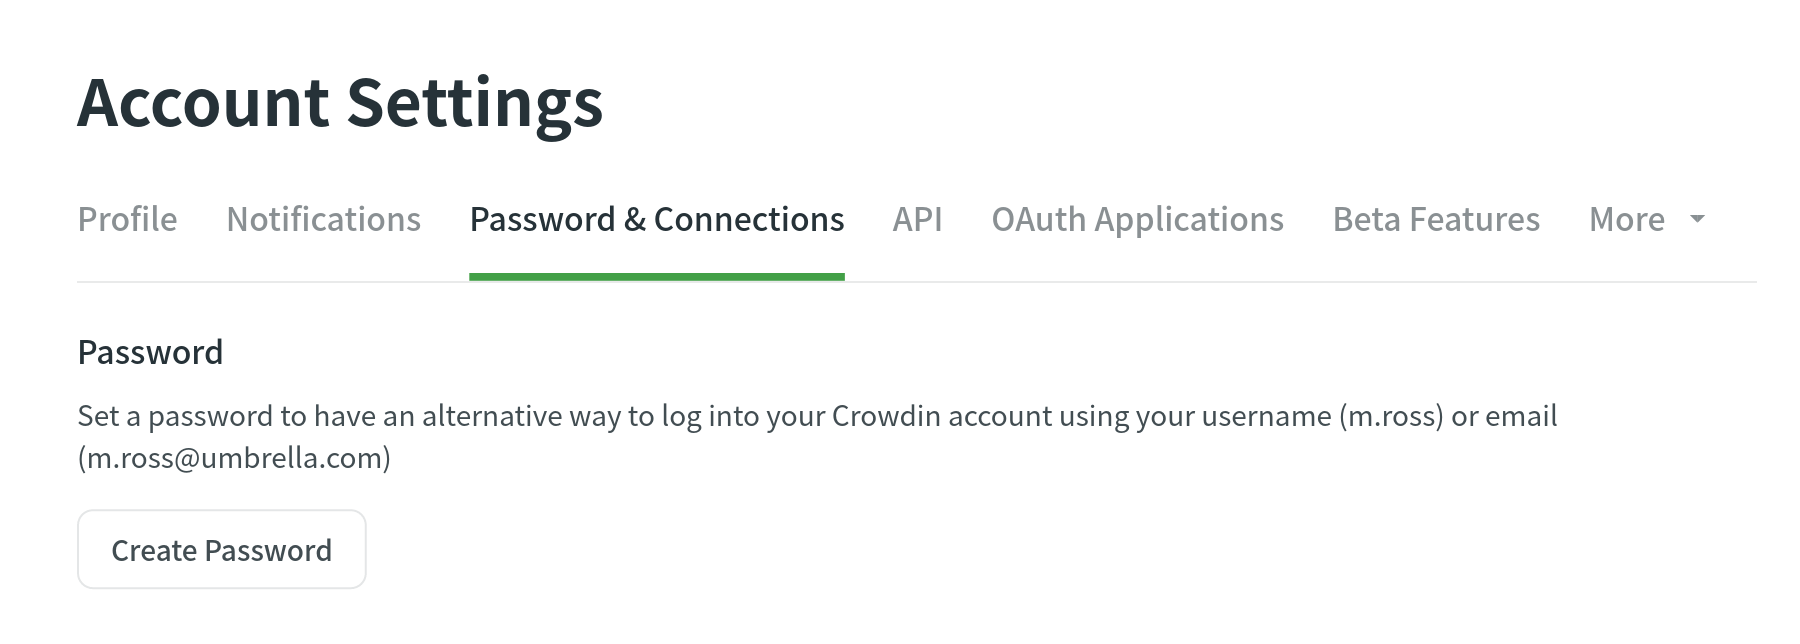 Account Settings
Profile Notifications Password & Connections API OAuth Applications Beta Features More
Password
Set a password to have an alternative way to log into your Crowdin account using your username (m.ross) or email
(m.ross@umbrella.com)
Create Password